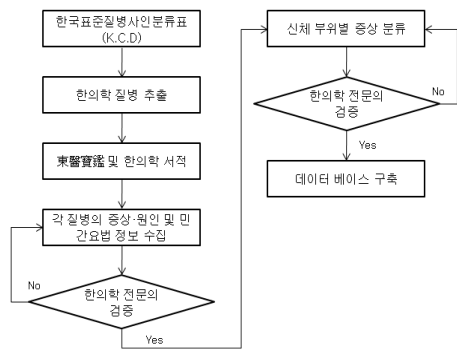 한국표준질병사인분류표
(K.C.D)
한의학 질병 추출
東醫寶鑑 및 한의학 서적
각 질병의 증상·원인 및 민
간요법 정보 수집
No
한의학 전문의
검증
Yes
신체 부위별 증상 분류
No
한의학 전문의
검증
Yes
데이터 베이스 구축